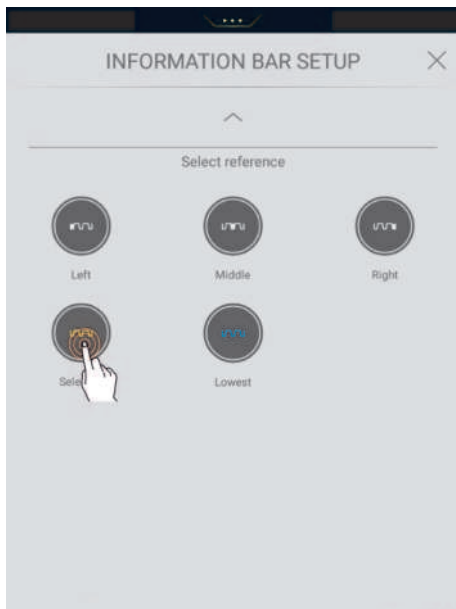 INFORMATION BAR SETUP
Select reference
Left
Middle
Right
Lowest